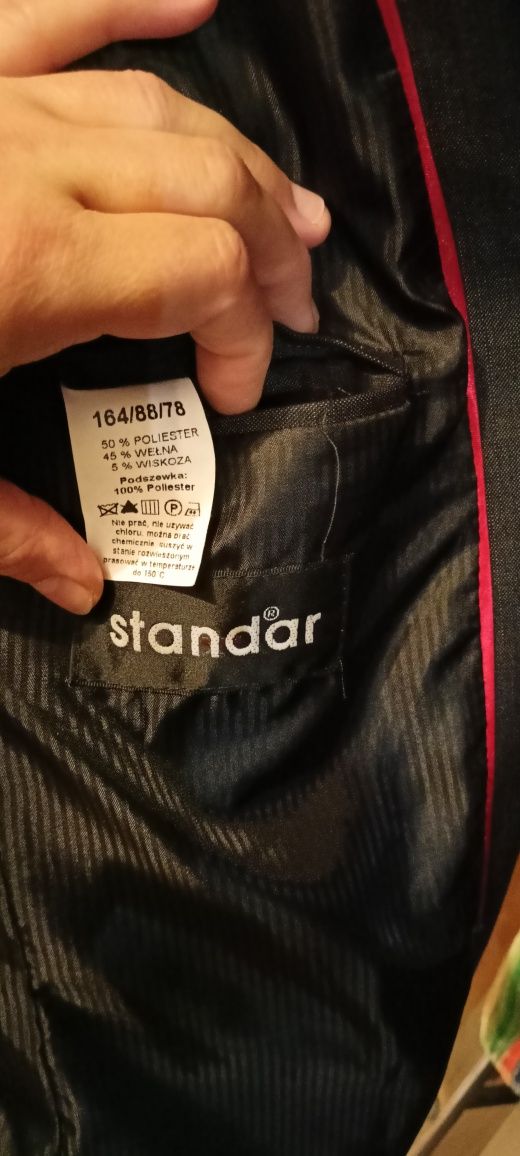 164/88/78
50 % POLIESTER
45 % WEŁNA
5 % WISKOZA
Podszewka:
100% Poliester
P
Nie prać, nie używać
chloru, można prać
chemicznie, suszyć w
stanie rozwieszonym
prasować w temperaturze
do 150°C
standar®